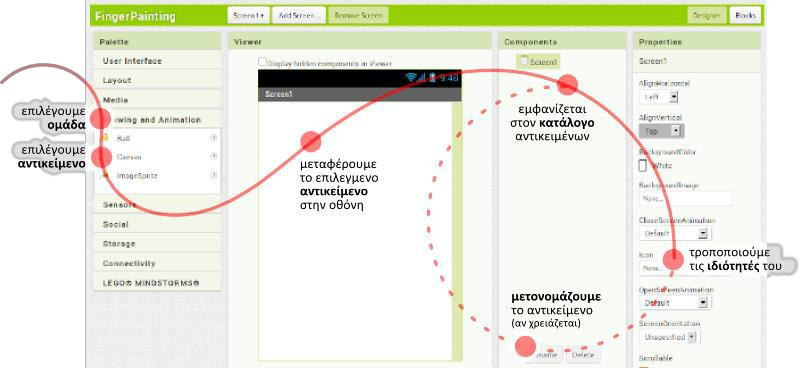 FingerPainting
Screen1 ▾
Add Screen ...
Remove Screen
Designer
Blocks
Palette
User Interface
Layout
Media
wing and Animation
Ball
Canvas
ImageSprite
Sensors
Social
Storage
Connectivity
LEGO® MINDSTORMS®
επιλέγουμε
ομάδα
επιλέγουμε
αντικείμενο
Viewer
Display hidden components in Viewer
9:48
Screen1
μεταφέρουμε
το επιλεγμενο
αντικείμενο
στην οθόνη
Components
Screen1
εμφανίζεται
στον κατάλογο
αντικειμένων
μετονομάζουμε
το αντικείμενο
(αν χρειάζεται)
ename
Delete
Properties
Screen1
AlignHorizontal
Left
AlignVertical
Top
BackgroundColor
White
BackgroundImage
None...
CloseScreenAnimation
Default
Icon
None...
τροποποιούμε
τις ιδιότητές του
OpenScreenAnimation
Default
ScreenOrientation
Unspecified
Scrollable